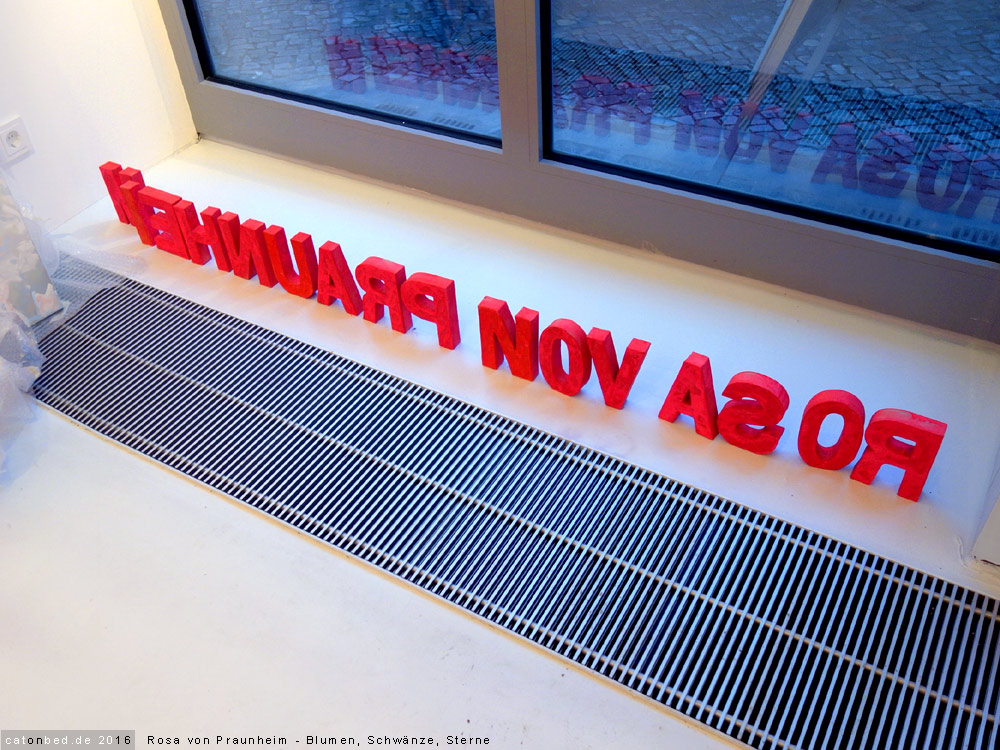 ROSA VON PRAUNHEIM
catonbed.de 2016 Rosa von Praunheim - Blumen, Schwänze, Sterne